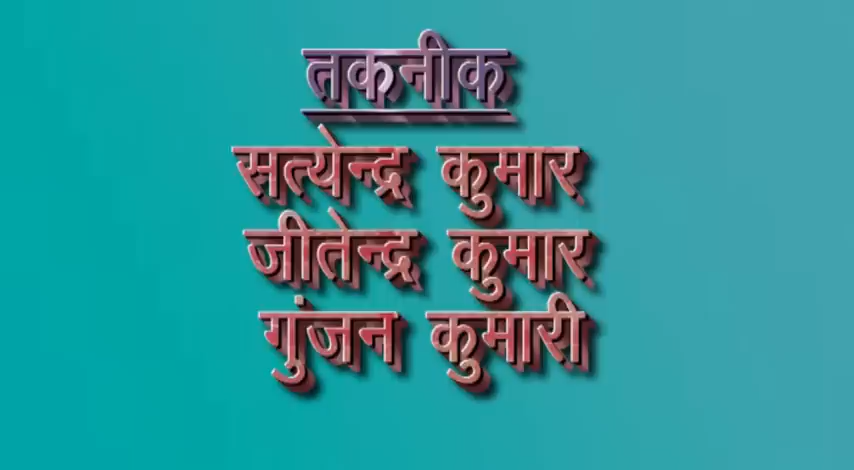 तकनीक
सत्येन्द्र कुमार
जीतेन्द्र कुमार
गुंजन कुमारी